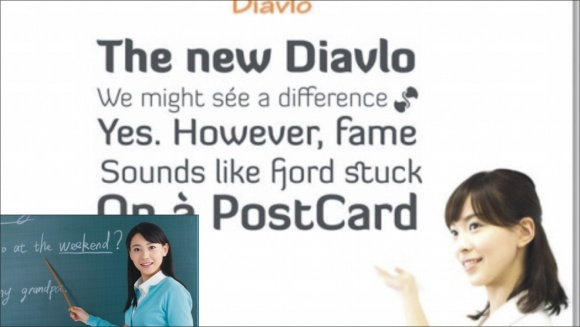 Diavlo
The new Diavlo
We might sée a difference
Yes. However, fame
Sounds like fjord stuck
On à PostCard
o at the weekend?
ny grandpa